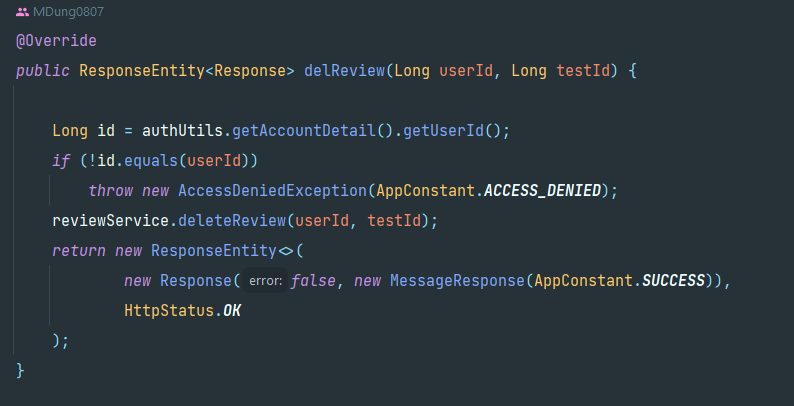 MDung0807
@Override
public ResponseEntity<Response> delReview(Long userId, Long testId) {
Long id = authUtils.getAccountDetail().getUserId();
if (!id.equals(userId))
throw new AccessDeniedException(AppConstant.ACCESS_DENIED);
reviewService.deleteReview(userId, testId);
return new ResponseEntity<>(
new Response( error: false, new MessageResponse(AppConstant.SUCCESS)),
HttpStatus.OK
);
}